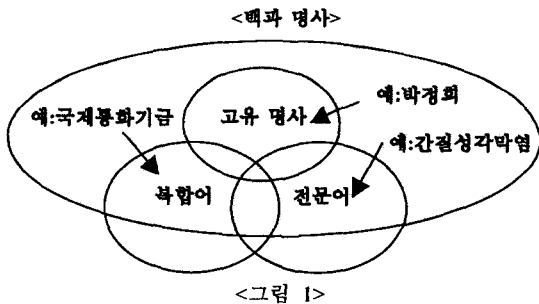 <백과 명사>
예:박정희
예:국재통화기금
고유 명사
예:간질성각막염
복합어
전문어
<그림 1>